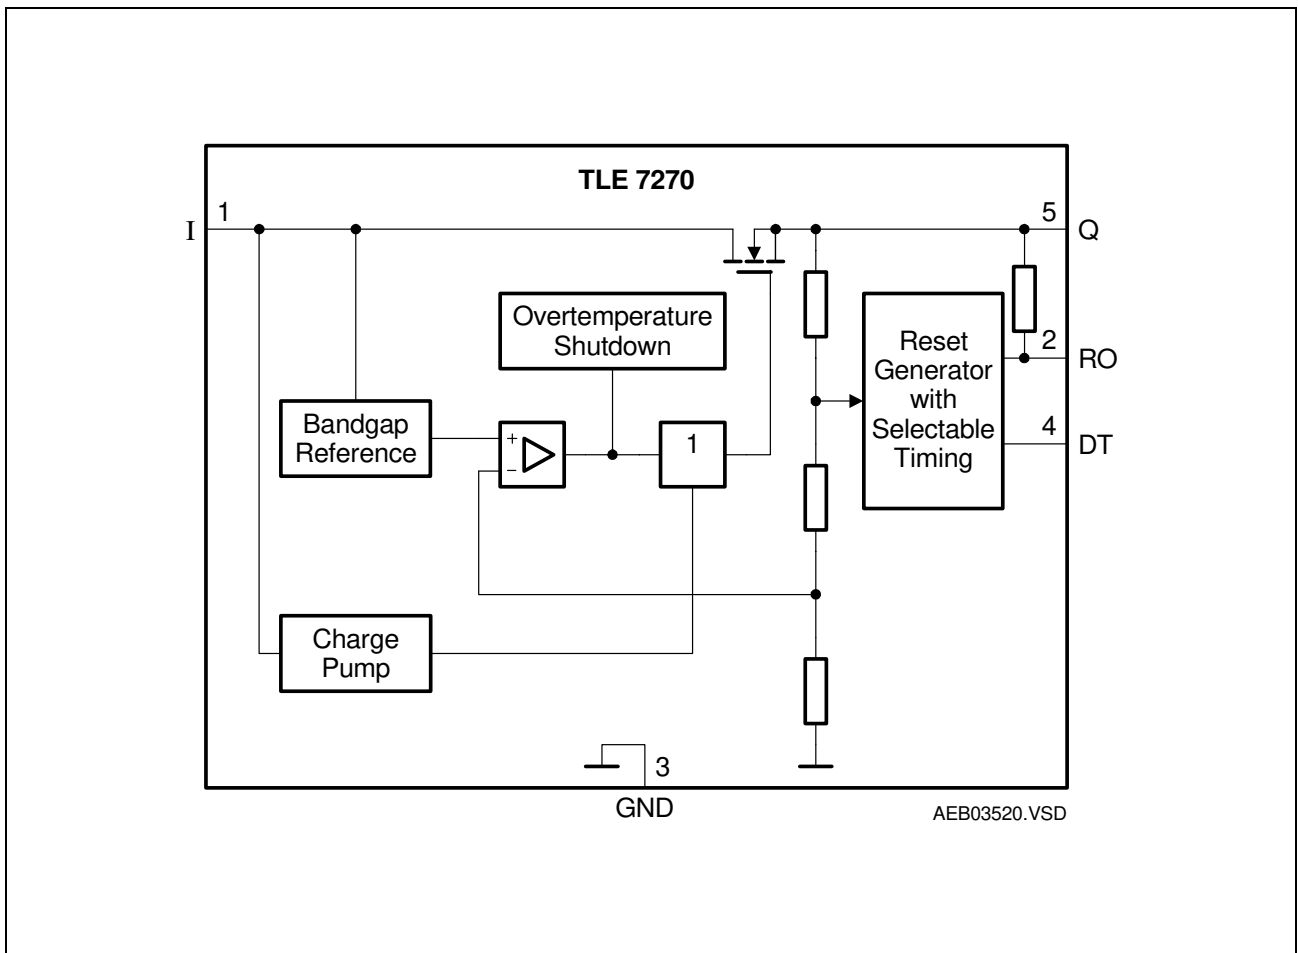 TLE 7270
1
I
5
Q
Overtemperature
Shutdown
Reset
Generator
with
Selectable
Timing
2
RO
4
DT
Bandgap
Reference
+
−
1
Charge
Pump
3
GND
AEB03520.VSD